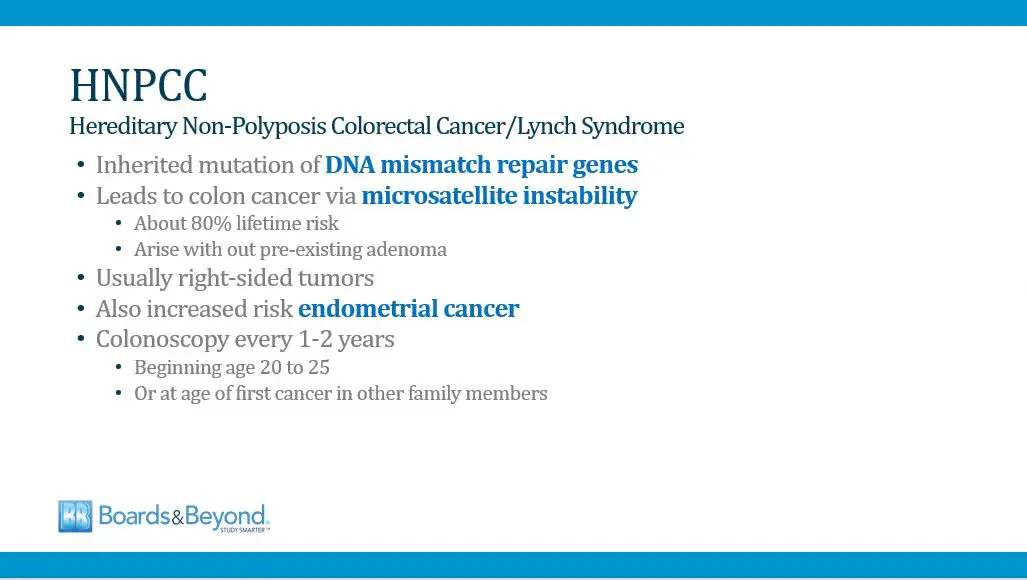 HNPCC
Hereditary Non-Polyposis Colorectal Cancer/Lynch Syndrome
• Inherited mutation of DNA mismatch repair genes
• Leads to colon cancer via microsatellite instability
• About 80% lifetime risk
• Arise with out pre-existing adenoma
• Usually right-sided tumors
• Also increased risk endometrial cancer
• Colonoscopy every 1-2 years
• Beginning age 20 to 25
• Or at age of first cancer in other family members
BB Boards&Beyond®
STUDY SMARTER™